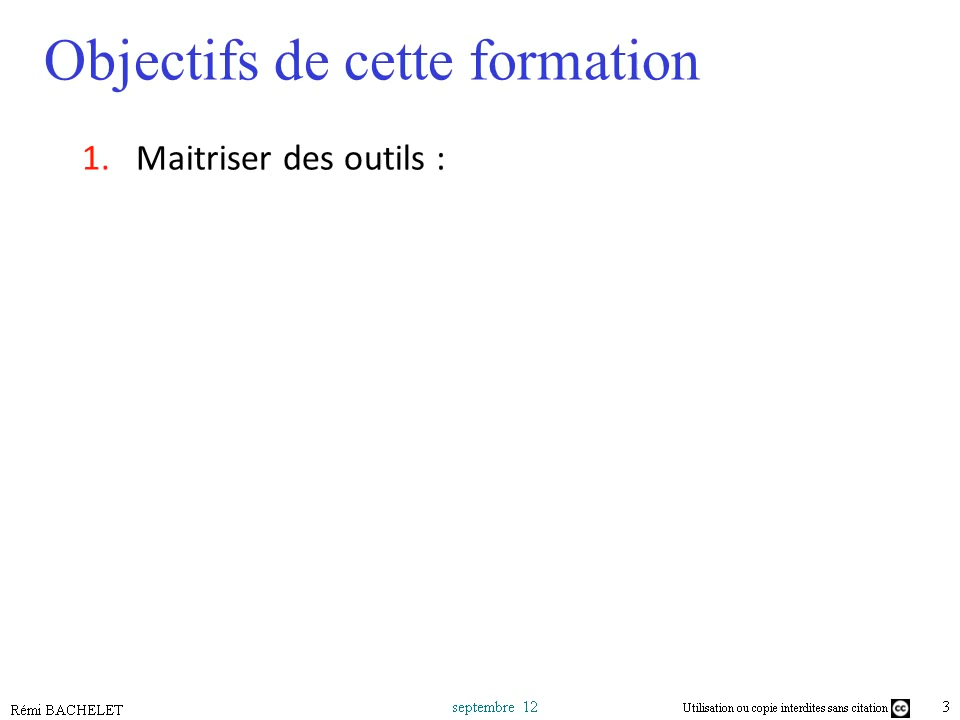 Objectifs de cette formation
1. Maitriser des outils :
Rémi BACHELET
septembre 12
Utilisation ou copie interdites sans citation
cc
3